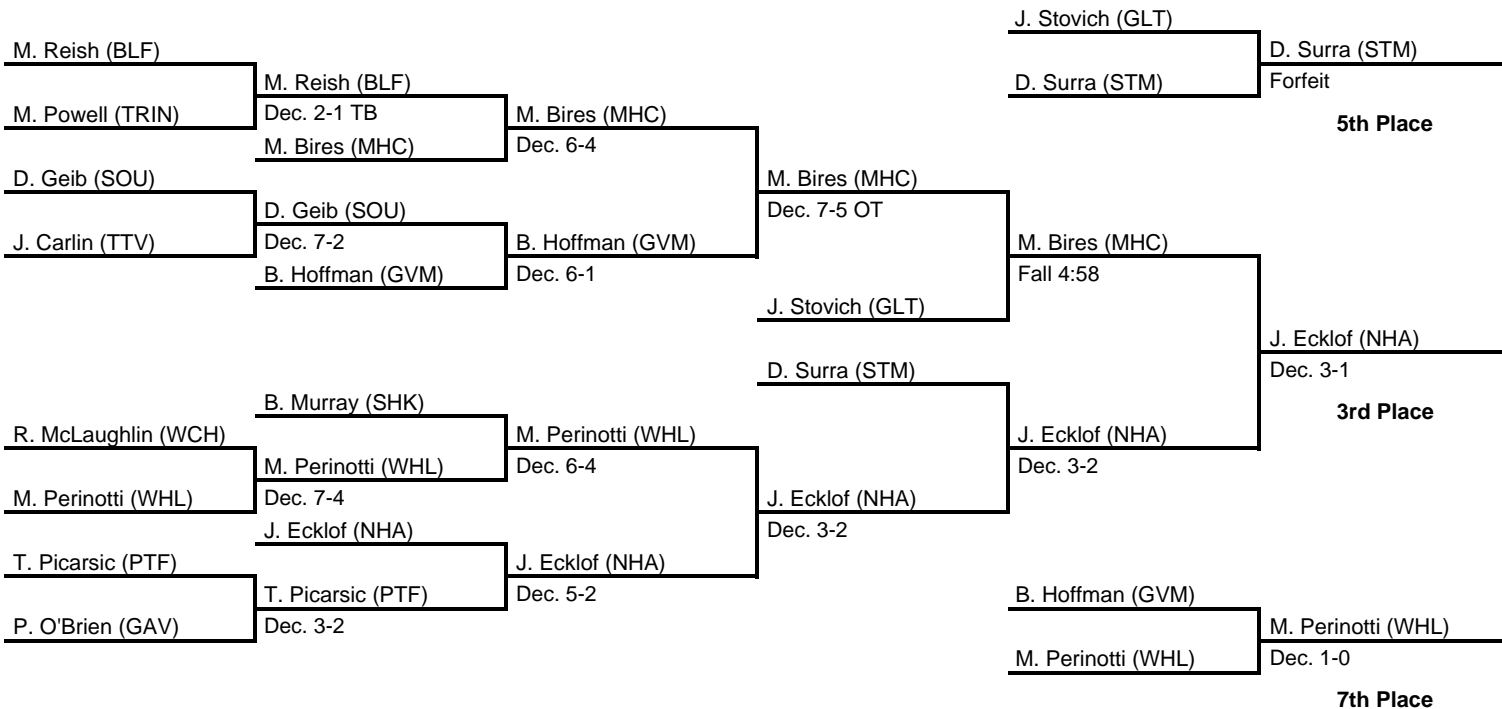 J. Stovich (GLT)
M. Reish (BLF)
D. Surra (STM)
M. Reish (BLF)
D. Surra (STM)
Forfeit
M. Powell (TRIN)
Dec. 2-1 TB
M. Bires (MHC)
5th Place
M. Bires (MHC)
Dec. 6-4
D. Geib (SOU)
M. Bires (MHC)
D. Geib (SOU)
Dec. 7-5 OT
J. Carlin (TTV)
Dec. 7-2
B. Hoffman (GVM)
M. Bires (MHC)
B. Hoffman (GVM)
Dec. 6-1
Fall 4:58
J. Stovich (GLT)
J. Ecklof (NHA)
D. Surra (STM)
Dec. 3-1
B. Murray (SHK)
3rd Place
R. McLaughlin (WCH)
M. Perinotti (WHL)
J. Ecklof (NHA)
M. Perinotti (WHL)
Dec. 6-4
Dec. 3-2
M. Perinotti (WHL)
Dec. 7-4
J. Ecklof (NHA)
J. Ecklof (NHA)
Dec. 3-2
T. Picarsic (PTF)
J. Ecklof (NHA)
T. Picarsic (PTF)
Dec. 5-2
B. Hoffman (GVM)
P. O'Brien (GAV)
Dec. 3-2
M. Perinotti (WHL)
M. Perinotti (WHL)
Dec. 1-0
7th Place